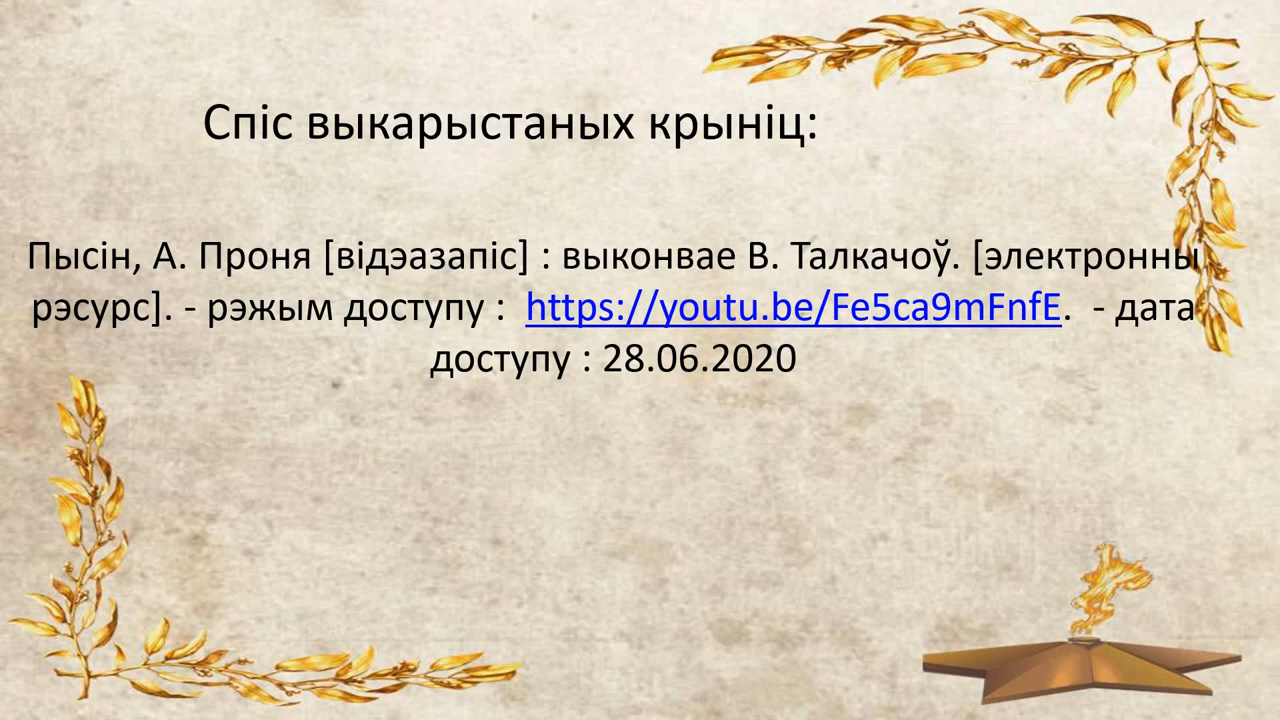 Спіс выкарыстаных крыніц:
Пысін, А. Проня [відэазапіс] : выконвае В. Талкачоў. [электронны
рэсурс]. - рэжым доступу :  https://youtu.be/Fe5ca9mFnfE.  - дата
доступу : 28.06.2020